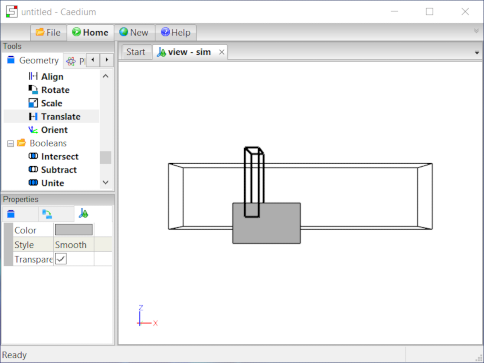 untitled - Caedium
File
Home
New
Help
Tools
Geometry
Align
Rotate
Scale
Translate
Orient
Booleans
Intersect
Subtract
Unite
Properties
Color
Style Smooth
Transpare
Start
view - sim
Z
X
Ready